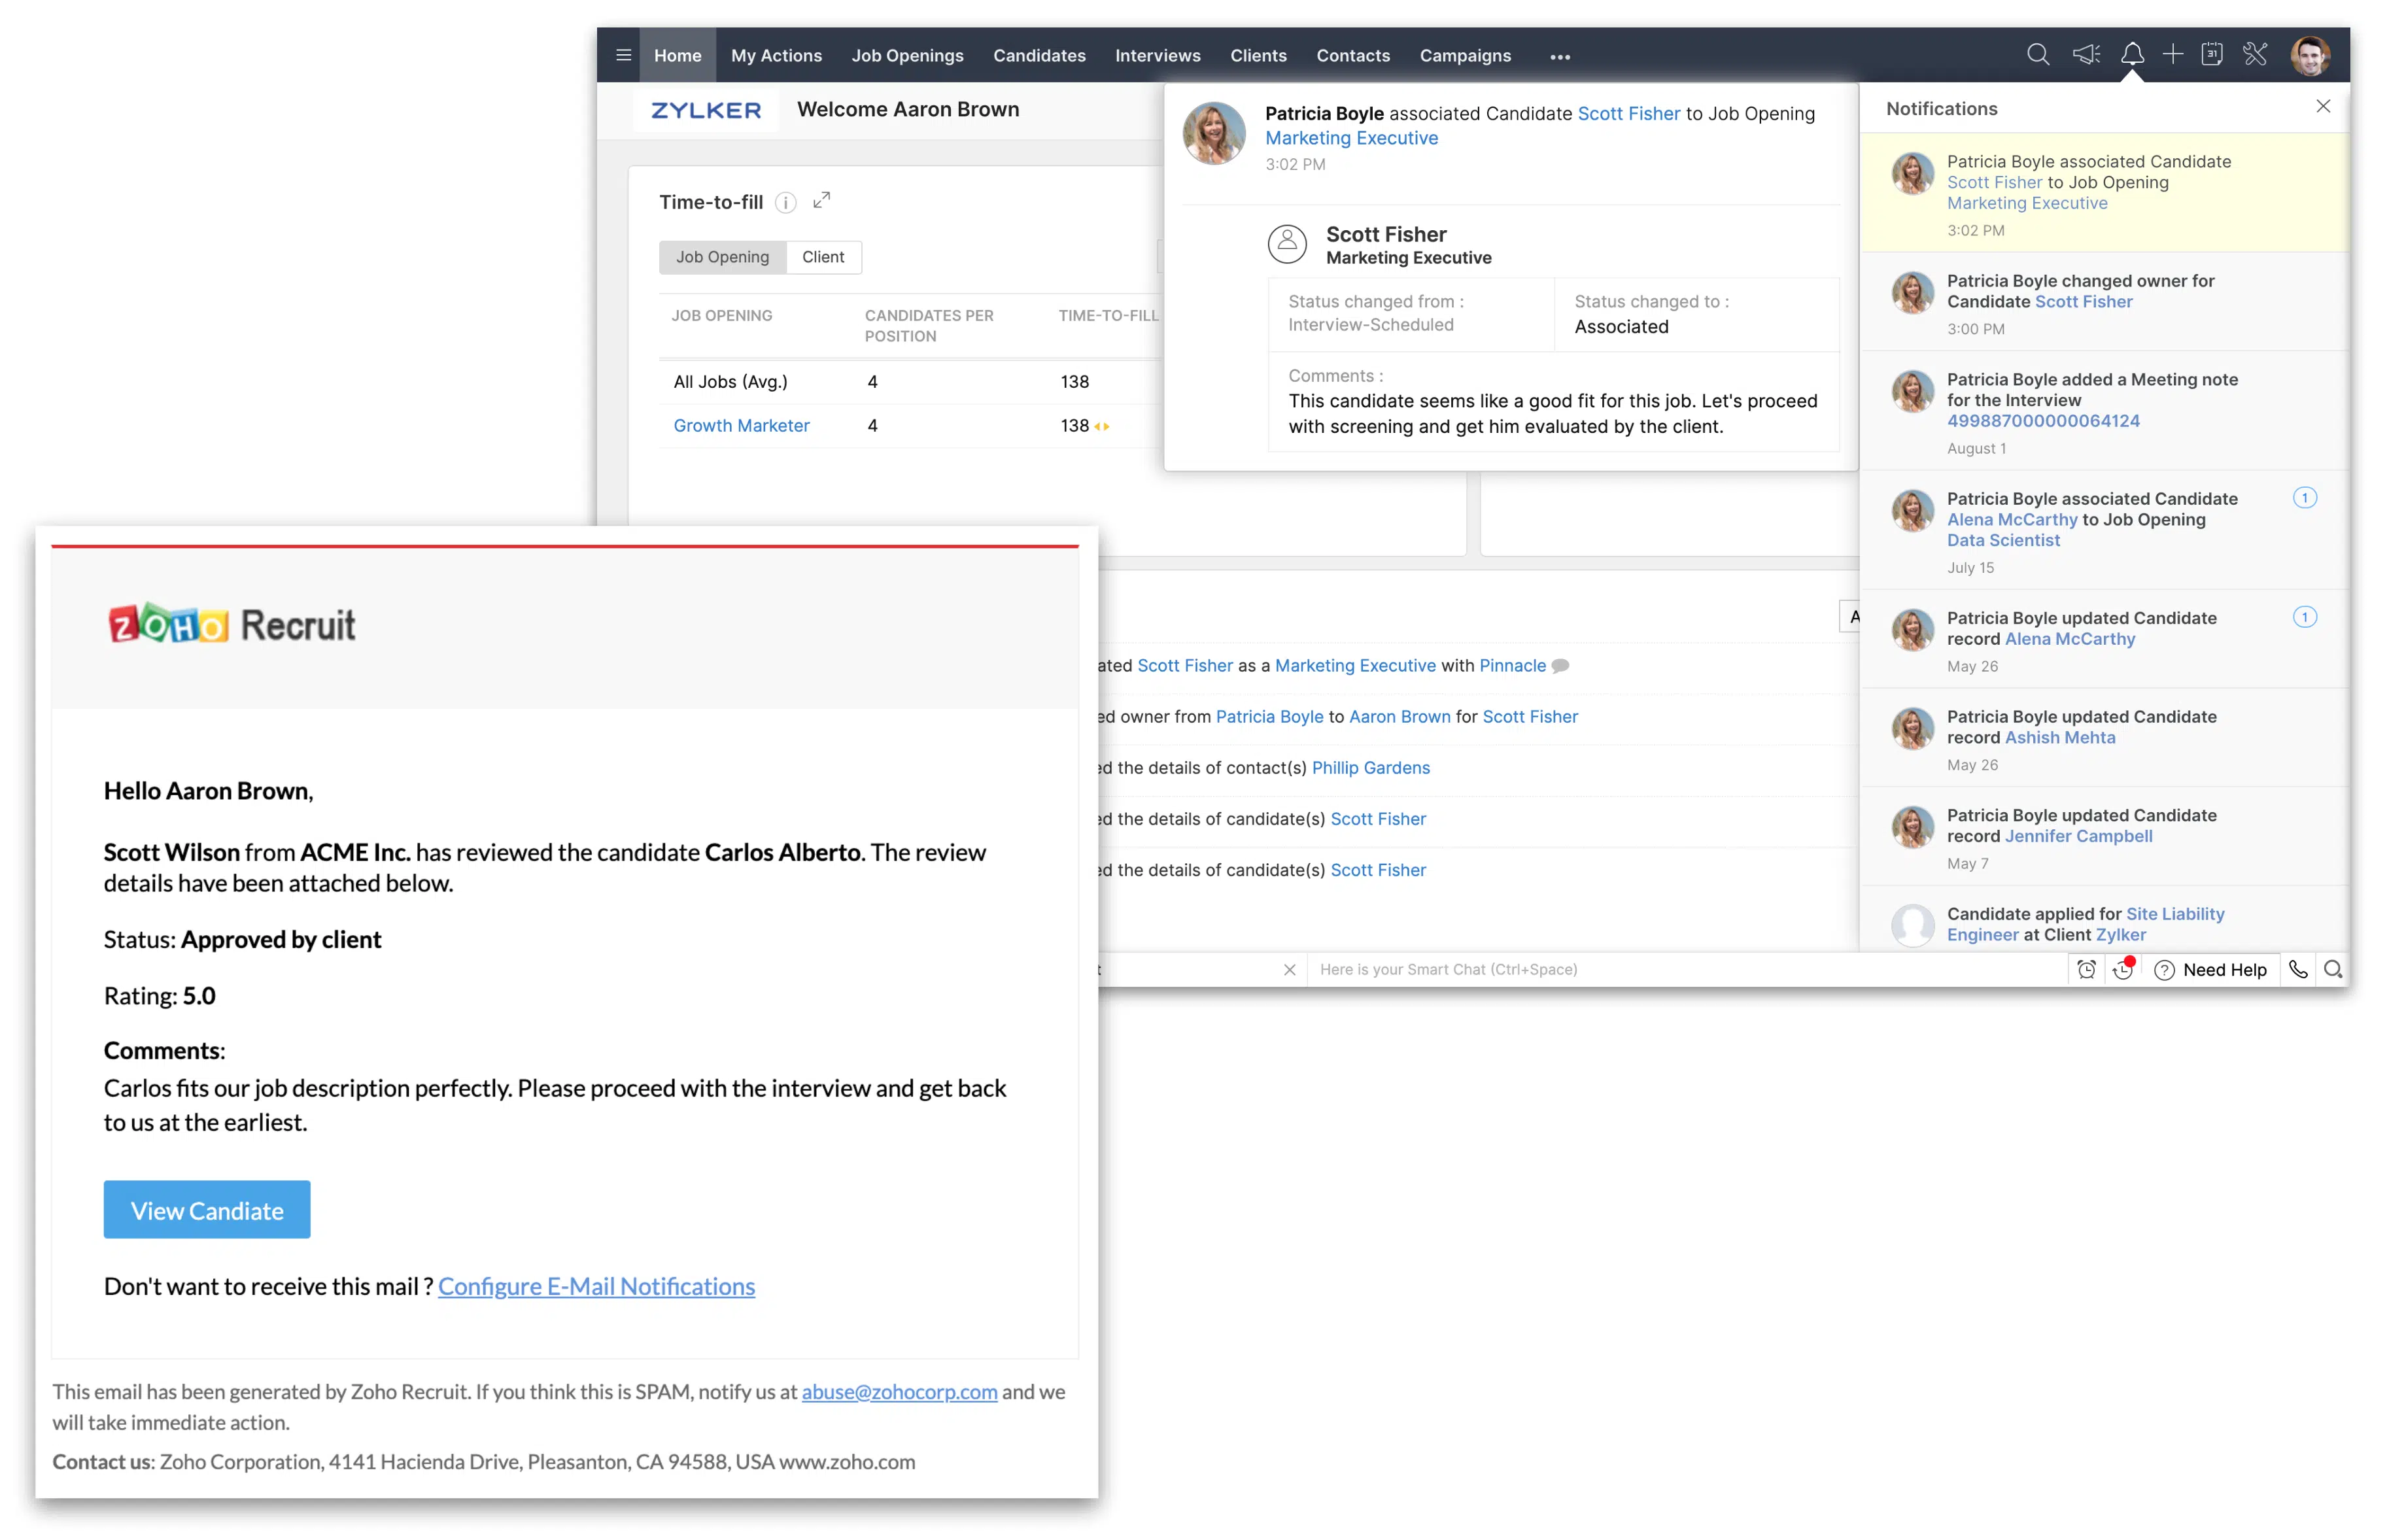 Home My Actions Job Openings Candidates Interviews Clients Contacts Campaigns ••• 31
ZYLKER Welcome Aaron Brown
Time-to-fill i
Job Opening Client
JOB OPENING CANDIDATES PER POSITION TIME-TO-FILL
All Jobs (Avg.) 4 138
Growth Marketer 4 138
Patricia Boyle associated Candidate Scott Fisher to Job Opening
Marketing Executive
3:02 PM
Scott Fisher
Marketing Executive
Status changed from :
Interview-Scheduled
Status changed to :
Associated
Comments :
This candidate seems like a good fit for this job. Let's proceed
with screening and get him evaluated by the client.
Notifications
Patricia Boyle associated Candidate
Scott Fisher to Job Opening
Marketing Executive
3:02 PM
Patricia Boyle changed owner for
Candidate Scott Fisher
3:00 PM
Patricia Boyle added a Meeting note
for the Interview
499887000000064124
August 1
Patricia Boyle associated Candidate 1
Alena McCarthy to Job Opening
Data Scientist
July 15
Patricia Boyle updated Candidate 1
record Alena McCarthy
May 26
Patricia Boyle updated Candidate
record Ashish Mehta
May 26
Patricia Boyle updated Candidate
record Jennifer Campbell
May 7
Candidate applied for Site Liability
Engineer at Client Zylker
Scott Fisher as a Marketing Executive with Pinnacle
owner from Patricia Boyle to Aaron Brown for Scott Fisher
the details of contact(s) Phillip Gardens
the details of candidate(s) Scott Fisher
the details of candidate(s) Scott Fisher
Here is your Smart Chat (Ctrl+Space) ? Need Help
ZOHO Recruit
Hello Aaron Brown,
Scott Wilson from ACME Inc. has reviewed the candidate Carlos Alberto. The review
details have been attached below.
Status: Approved by client
Rating: 5.0
Comments:
Carlos fits our job description perfectly. Please proceed with the interview and get back
to us at the earliest.
View Candiate
Don't want to receive this mail ? Configure E-Mail Notifications
This email has been generated by Zoho Recruit. If you think this is SPAM, notify us at abuse@zohocorp.com and we
will take immediate action.
Contact us: Zoho Corporation, 4141 Hacienda Drive, Pleasanton, CA 94588, USA www.zoho.com